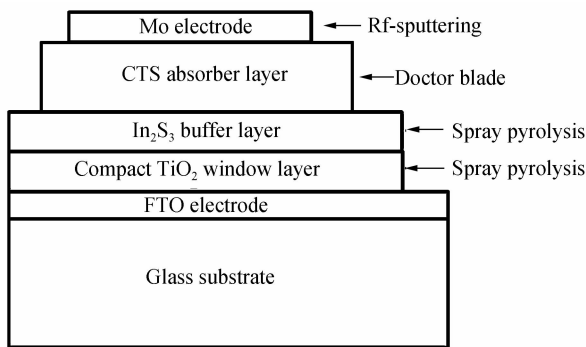 Mo electrode
Rf-sputtering
CTS absorber layer
Doctor blade
In₂S₃ buffer layer
Spray pyrolysis
Compact TiO₂ window layer
Spray pyrolysis
FTO electrode
Glass substrate